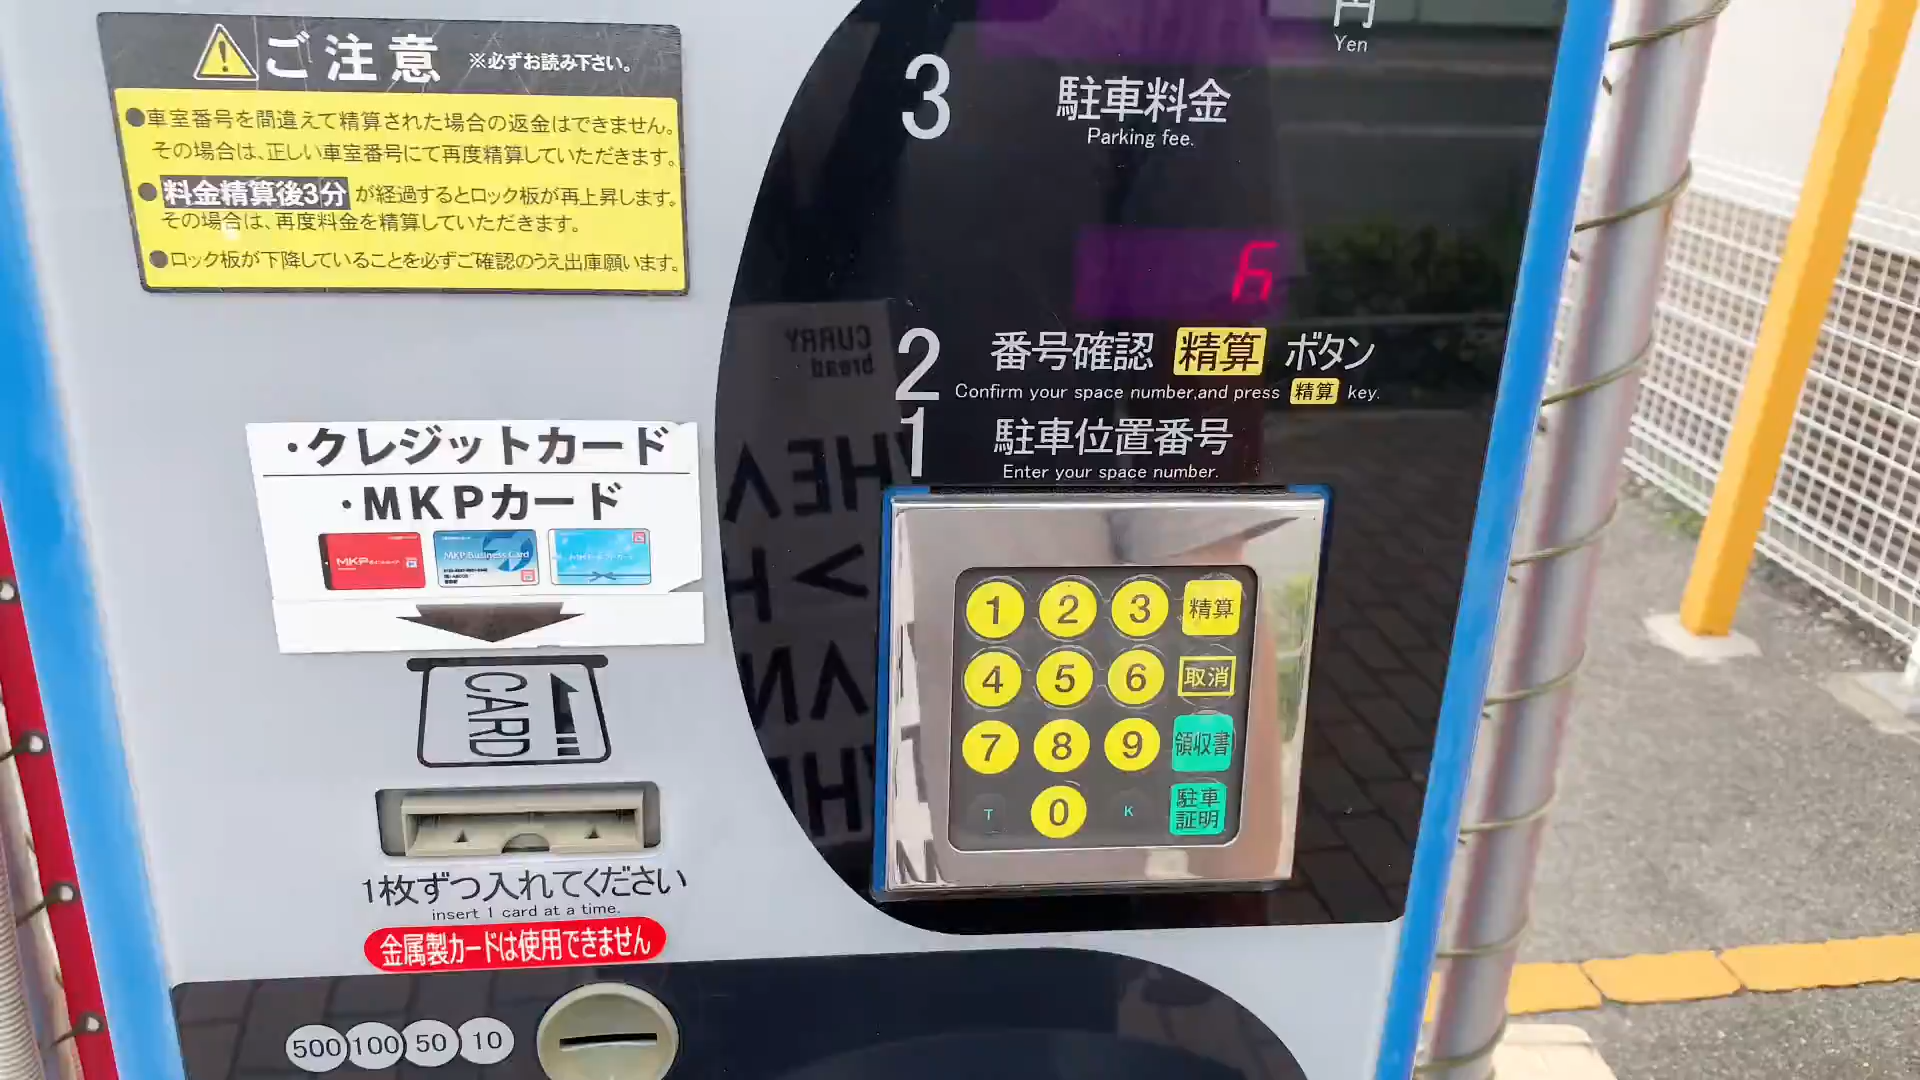 ご注意 ※必ずお読み下さい。
●車室番号を間違えて精算された場合の返金はできません。
その場合は、正しい車室番号にて再度精算していただきます。
●料金精算後3分が経過するとロック板が再上昇します。
その場合は、再度料金を精算していただきます。
●ロック板が下降していることを必ずご確認のうえ出庫願います。
円
Yen
3 駐車料金
Parking fee.
6
2 番号確認 精算 ボタン
Confirm your space number,and press 精算 key.
1 駐車位置番号
Enter your space number.
CURRY
bread
・クレジットカード
・MKPカード
MKP
MKP Business Card
CARD
1枚ずつ入れてください
insert 1 card at a time.
金属製カードは使用できません
1 2 3 精算
4 5 6 取消
7 8 9 領収書
T 0 K 駐車
証明
500 100 50 10